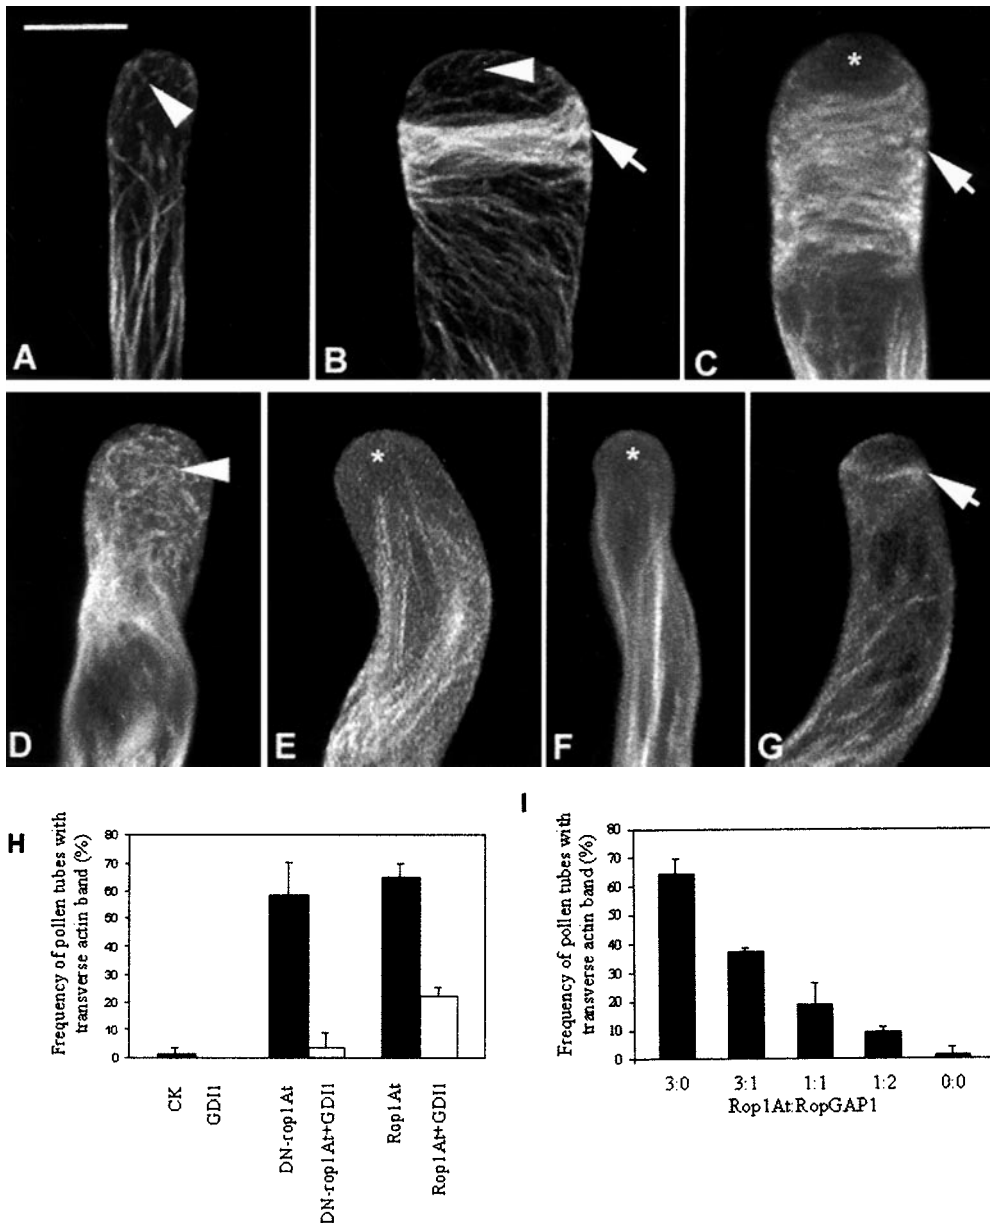 A
*
B
*
C
D
*
E
*
F
G
H
Frequency of pollen tubes with
transverse actin band (%)
80
70
60
50
40
30
20
10
0
CK
GDI1
DN-rop1At
DN-rop1At+GDI1
Rop1At
Rop1At+GDI1
I
Frequency of pollen tubes with
transverse actin band (%)
80
70
60
50
40
30
20
10
0
3:0 3:1 1:1 1:2 0:0
Rop1At:RopGAP1